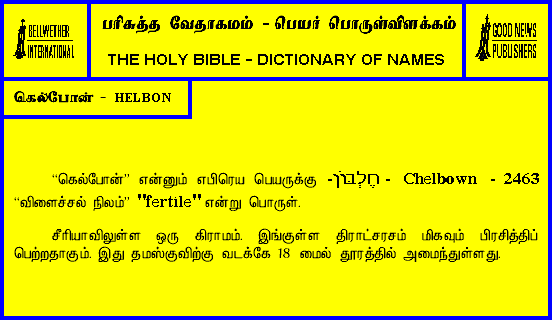 BELLWETHER
INTERNATIONAL
பரிசுத்த வேதாகமம் - பெயர் பொருள்விளக்கம்
THE HOLY BIBLE - DICTIONARY OF NAMES
GOOD NEWS
PUBLISHERS
கெல்போன் - HELBON
“கெல்போன்” என்னும் எபிரெய பெயருக்கு -חֶלְבּוֹן - Chelbown - 2463
“விளைச்சல் நிலம்” "fertile" என்று பொருள்.
சீரியாவிலுள்ள ஒரு கிராமம். இங்குள்ள திராட்சரசம் மிகவும் பிரசித்திப்
பெற்றதாகும். இது தமஸ்குவிற்கு வடக்கே 18 மைல் தூரத்தில் அமைந்துள்ளது.